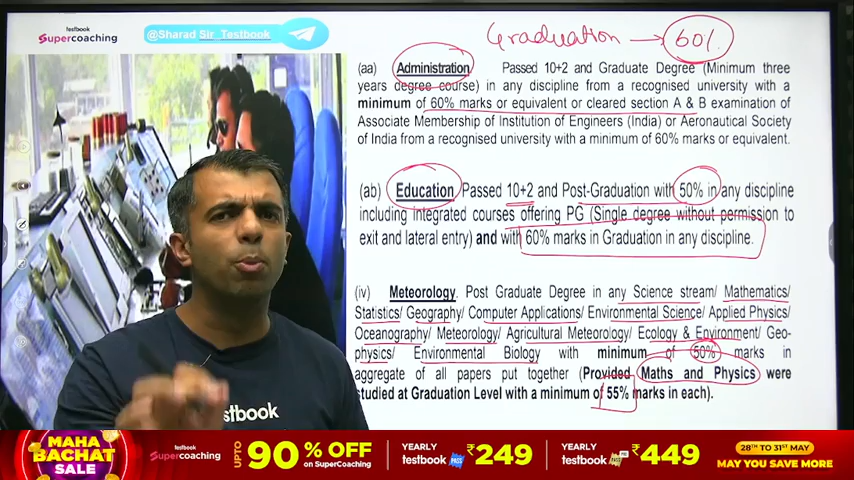 testbook
Supercoaching
@Sharad Sir_Testbook
Graduation → 60%
(aa) Administration Passed 10+2 and Graduate Degree (Minimum three
years degree course) in any discipline from a recognised university with a
minimum of 60% marks or equivalent or cleared section A & B examination of
Associate Membership of Institution of Engineers (India) or Aeronautical Society
of India from a recognised university with a minimum of 60% marks or equivalent.
(ab) Education Passed 10+2 and Post-Graduation with 50% in any discipline
including integrated courses offering PG (Single degree without permission to
exit and lateral entry) and with 60% marks in Graduation in any discipline.
(iv) Meteorology. Post Graduate Degree in any Science stream/ Mathematics/
Statistics/ Geography/ Computer Applications/ Environmental Science/ Applied Physics/
Oceanography/ Meteorology/ Agricultural Meteorology/ Ecology & Environment/ Geo-
physics/ Environmental Biology with minimum of 50% marks in
aggregate of all papers put together (Provided Maths and Physics were
studied at Graduation Level with a minimum of 55% marks in each).
stbook
MAHA
BACHAT
SALE
testbook
Supercoaching
UPTO
90% OFF
on SuperCoaching
YEARLY
testbook PASS
₹249
YEARLY
testbook
₹449
28TH TO 31ST MAY
MAY YOU SAVE MORE